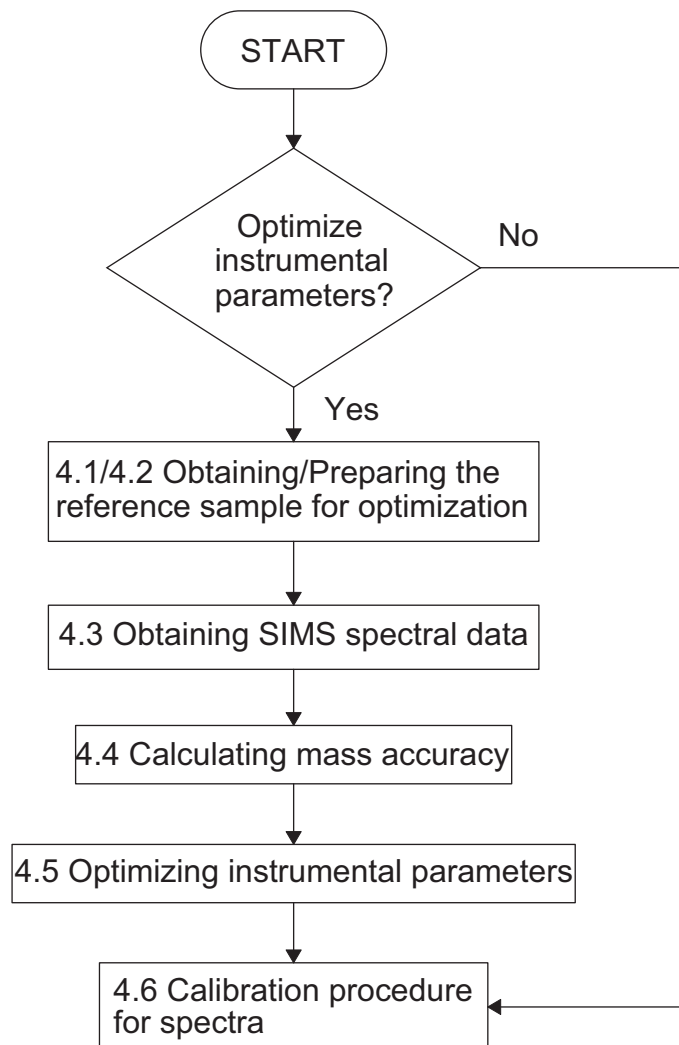 START
Optimize
instrumental
parameters?
No
Yes
4.1/4.2 Obtaining/Preparing the
reference sample for optimization
4.3 Obtaining SIMS spectral data
4.4 Calculating mass accuracy
4.5 Optimizing instrumental parameters
4.6 Calibration procedure
for spectra